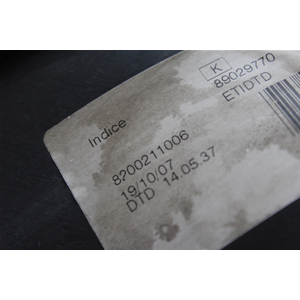 K
89029770
ETIDTD
Indice
8200211006
19/10/07
DTD 14.05.37